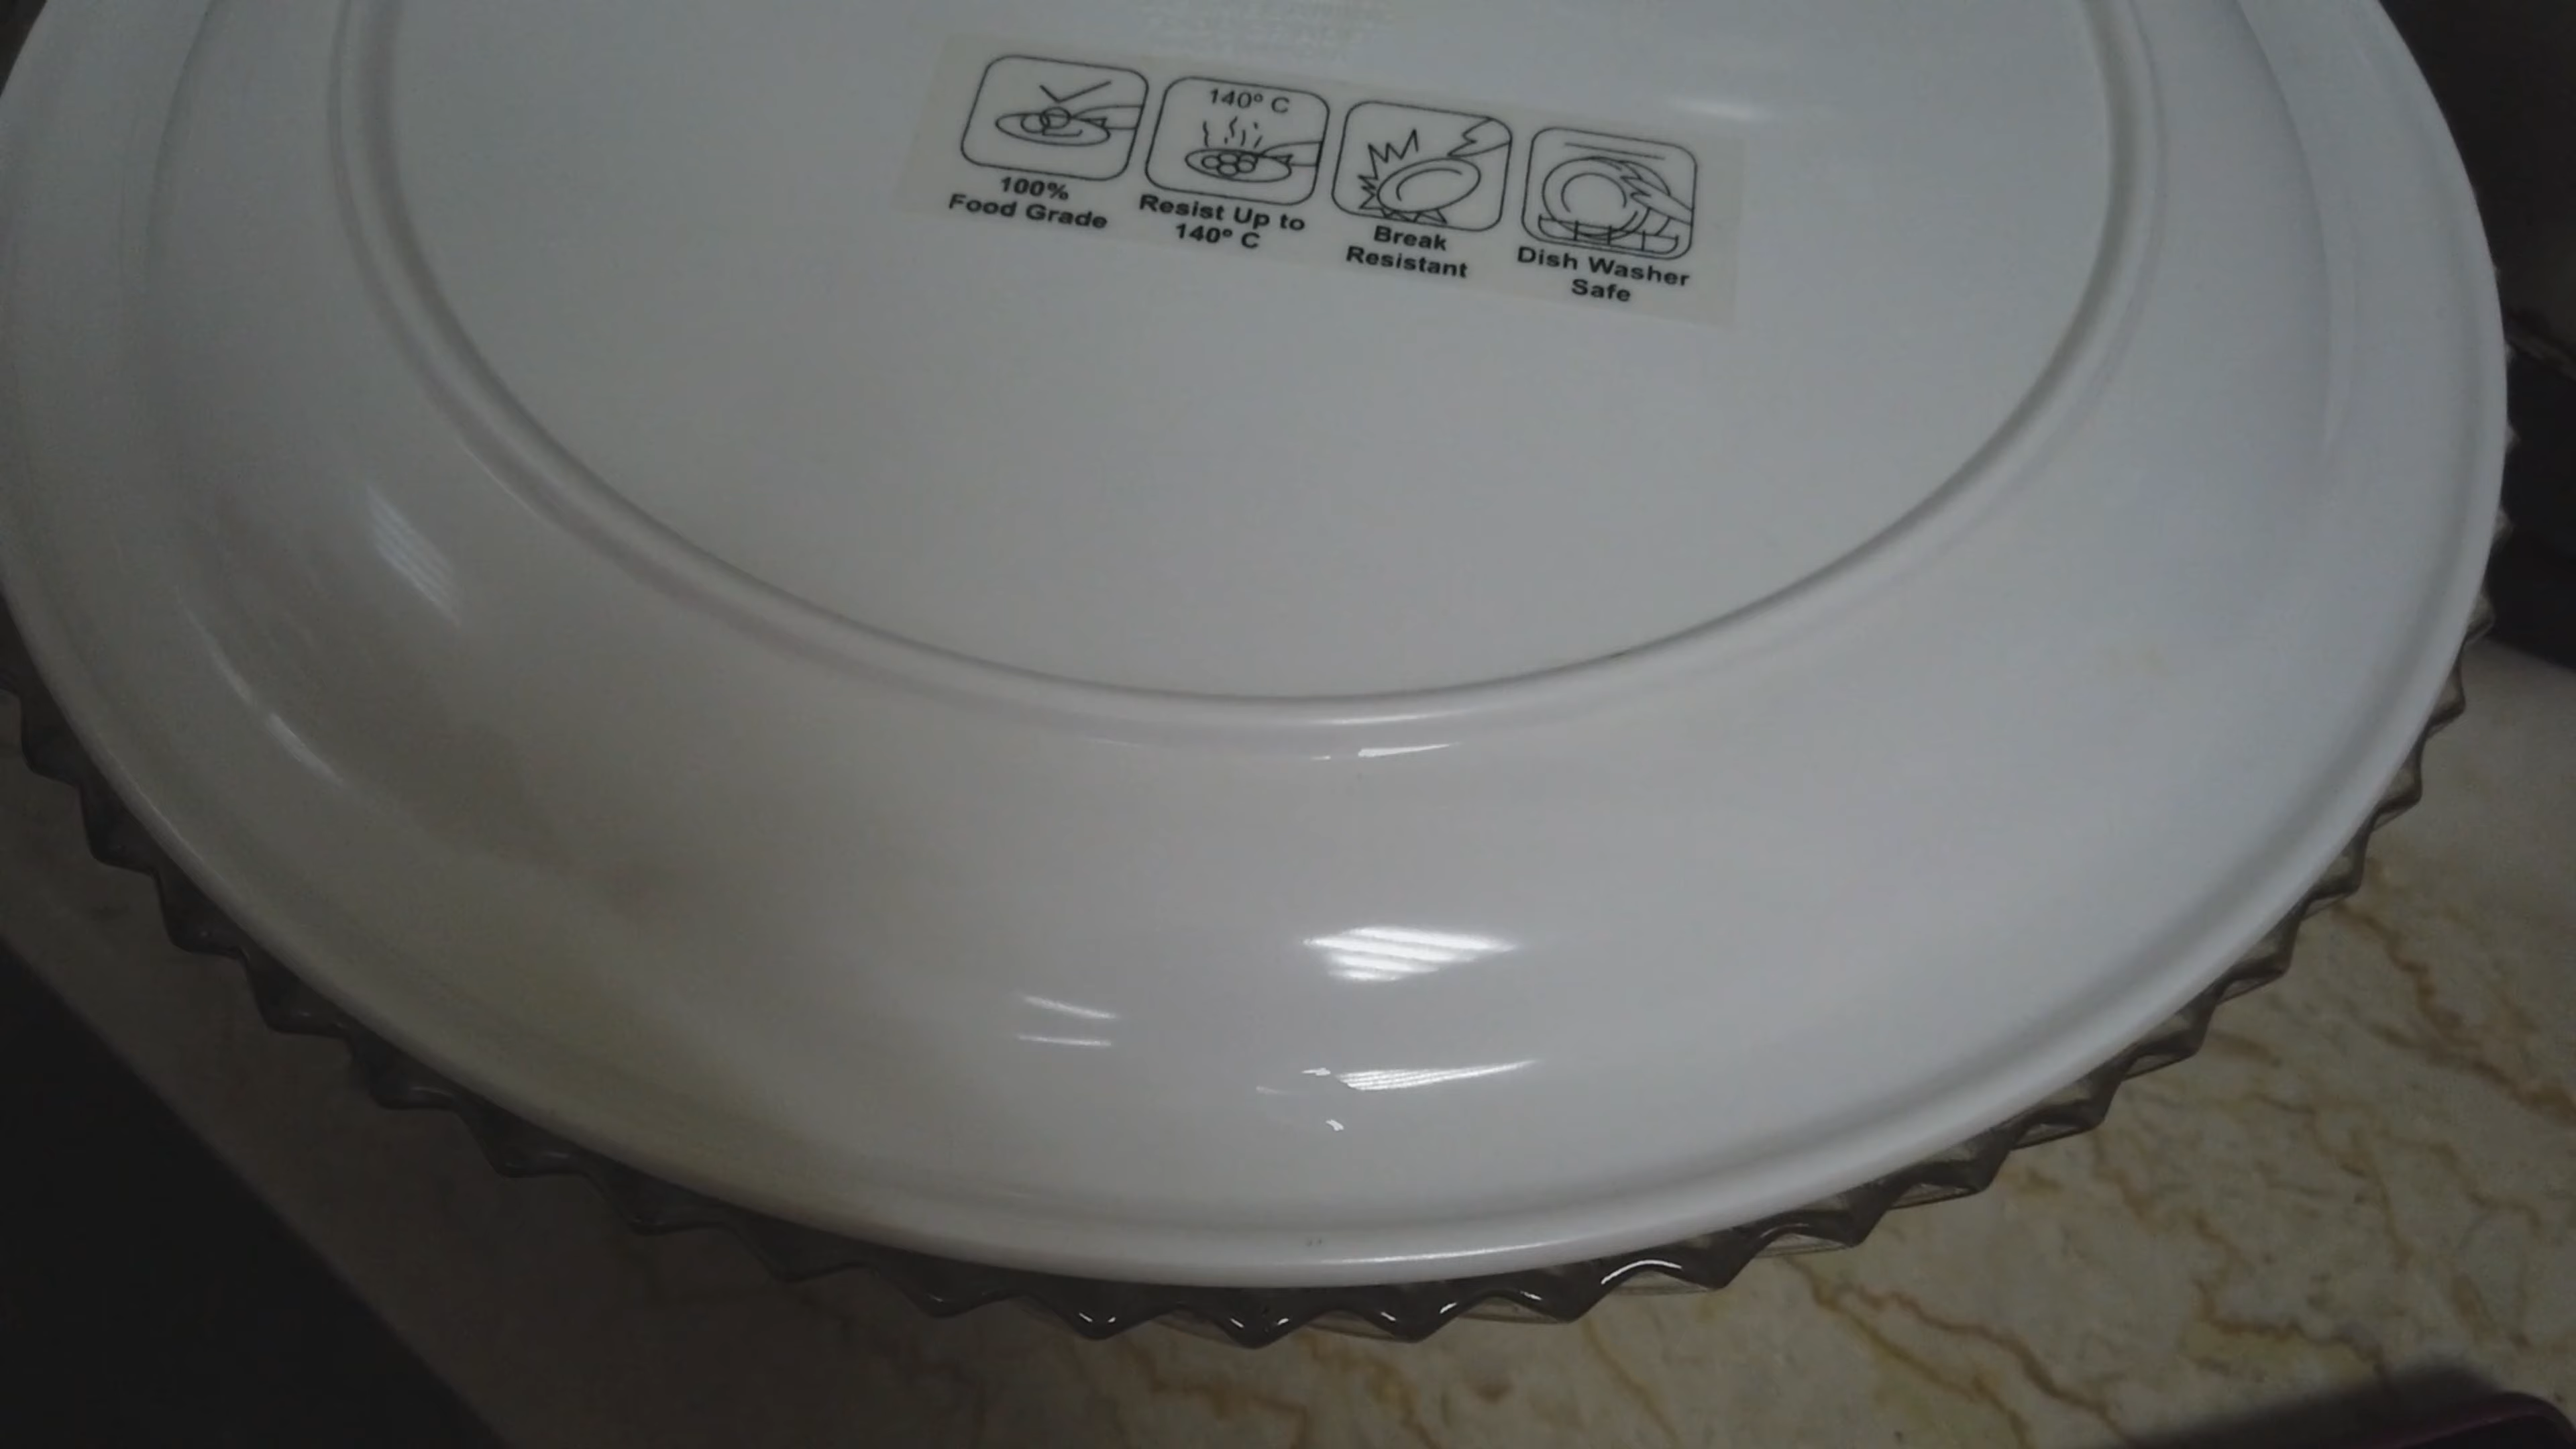 140° C
100%
Food Grade
Resist Up to
140° C
Break
Resistant
Dish Washer
Safe